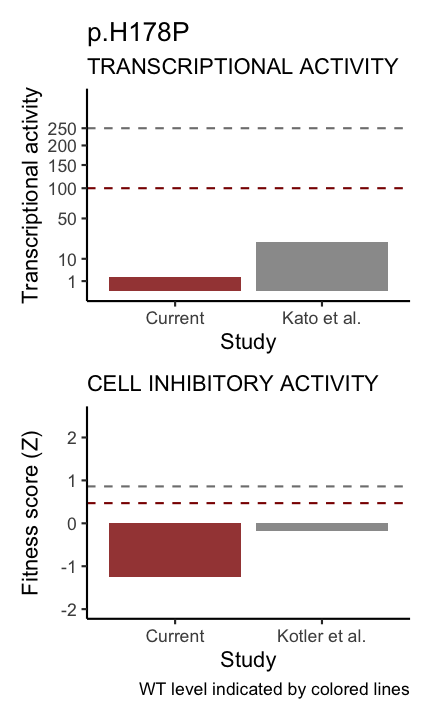 p.H178P
TRANSCRIPTIONAL ACTIVITY
Transcriptional activity
250
200
150
100
50
10
1
Current
Kato et al.
Study
CELL INHIBITORY ACTIVITY
Fitness score (Z)
2
1
0
-1
-2
Current
Kotler et al.
Study
WT level indicated by colored lines